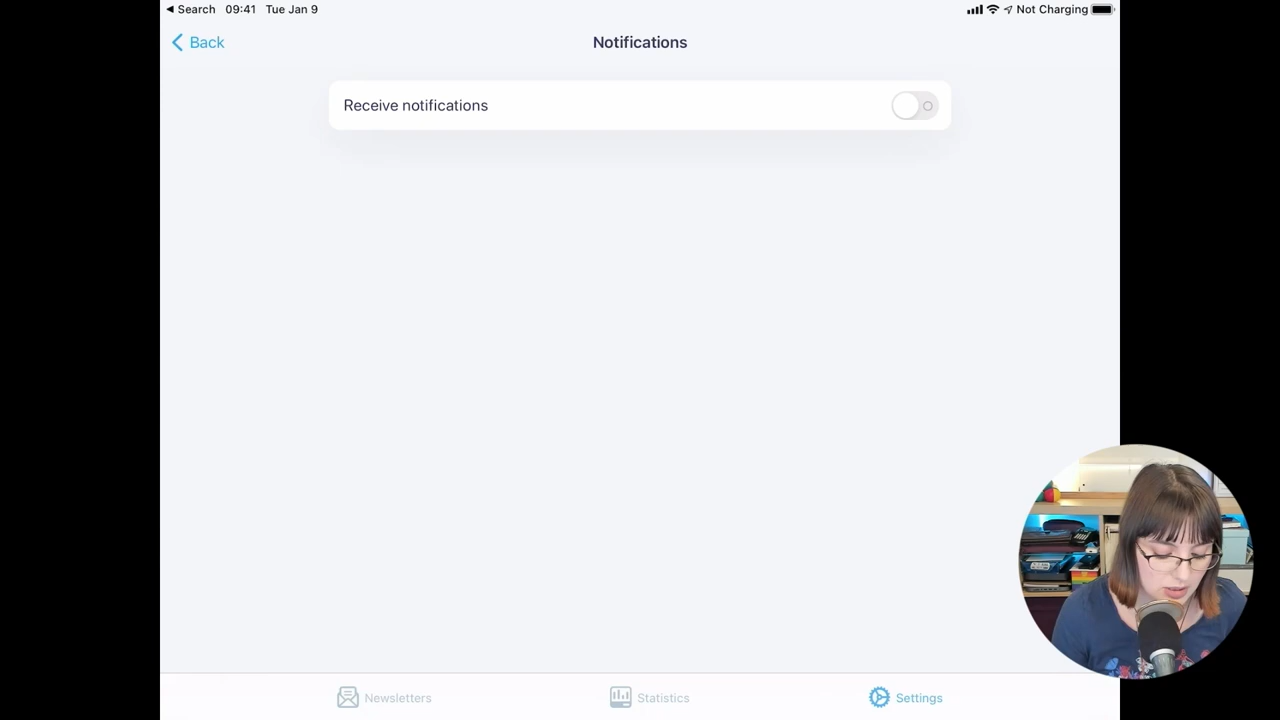 Search 09:41 Tue Jan 9 Not Charging
Back Notifications
Receive notifications
Newsletters Statistics Settings